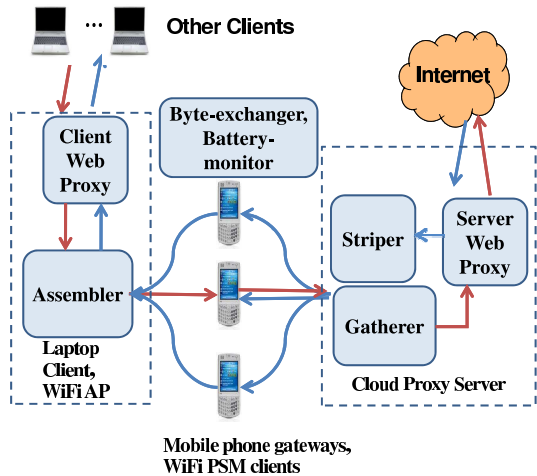 Other Clients
...
Internet
Byte-exchanger,
Battery-
monitor
Client
Web
Proxy
Striper
Server
Web
Proxy
Assembler
Gatherer
Laptop
Client,
WiFi AP
Cloud Proxy Server
Mobile phone gateways,
WiFi PSM clients